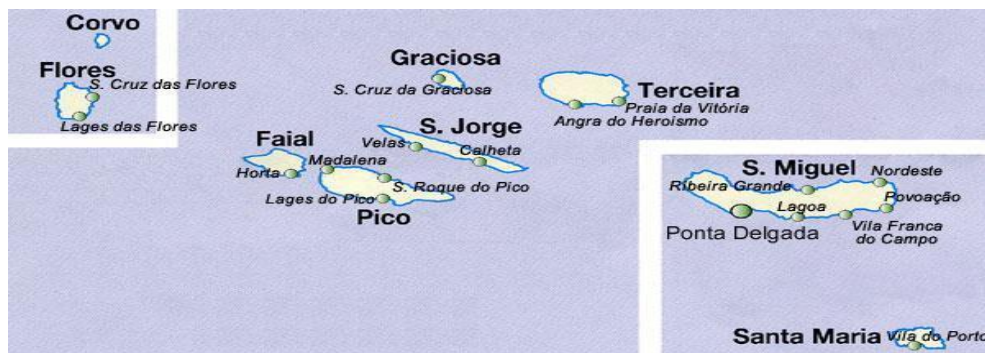 Corvo
Flores
S. Cruz das Flores
Lages das Flores
Graciosa
S. Cruz da Graciosa
Terceira
Praia da Vitória
Angra do Heroismo
S. Jorge
Velas
Calheta
Faial
Horta
Madalena
S. Roque do Pico
Lages do Pico
Pico
S. Miguel
Nordeste
Ribeira Grande
Povoação
Lagoa
Ponta Delgada
Vila Franca
do Campo
Santa Maria
Vila do Porto